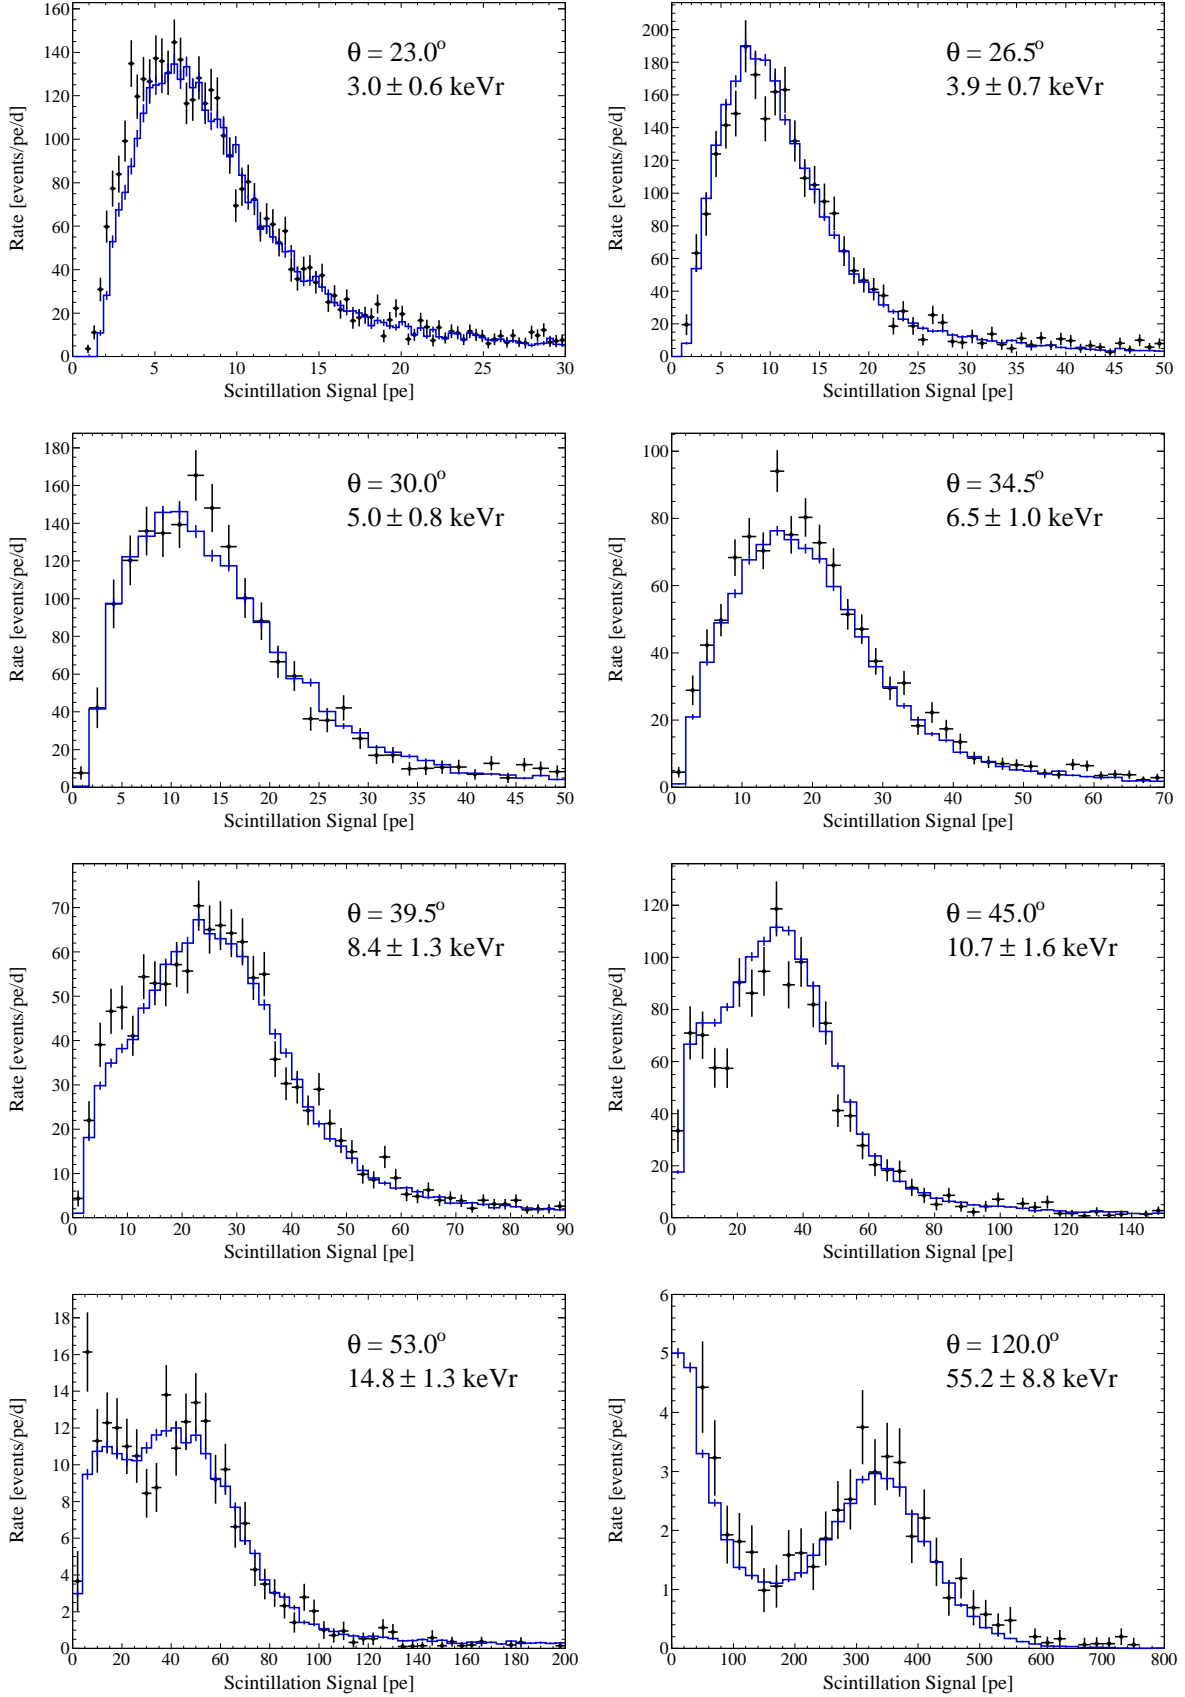 160
140
120
100
80
60
40
20
0
0 5 10 15 20 25 30
Rate [events/pe/d]
Scintillation Signal [pe]
θ = 23.0°
3.0 ± 0.6 keVr
200
180
160
140
120
100
80
60
40
20
0
0 5 10 15 20 25 30 35 40 45 50
Rate [events/pe/d]
Scintillation Signal [pe]
θ = 26.5°
3.9 ± 0.7 keVr
180
160
140
120
100
80
60
40
20
0
0 5 10 15 20 25 30 35 40 45 50
Rate [events/pe/d]
Scintillation Signal [pe]
θ = 30.0°
5.0 ± 0.8 keVr
100
80
60
40
20
0
0 10 20 30 40 50 60 70
Rate [events/pe/d]
Scintillation Signal [pe]
θ = 34.5°
6.5 ± 1.0 keVr
70
60
50
40
30
20
10
0
0 10 20 30 40 50 60 70 80 90
Rate [events/pe/d]
Scintillation Signal [pe]
θ = 39.5°
8.4 ± 1.3 keVr
120
100
80
60
40
20
0
0 20 40 60 80 100 120 140
Rate [events/pe/d]
Scintillation Signal [pe]
θ = 45.0°
10.7 ± 1.6 keVr
18
16
14
12
10
8
6
4
2
0
0 20 40 60 80 100 120 140 160 180 200
Rate [events/pe/d]
Scintillation Signal [pe]
θ = 53.0°
14.8 ± 1.3 keVr
6
5
4
3
2
1
0
0 100 200 300 400 500 600 700 800
Rate [events/pe/d]
Scintillation Signal [pe]
θ = 120.0°
55.2 ± 8.8 keVr